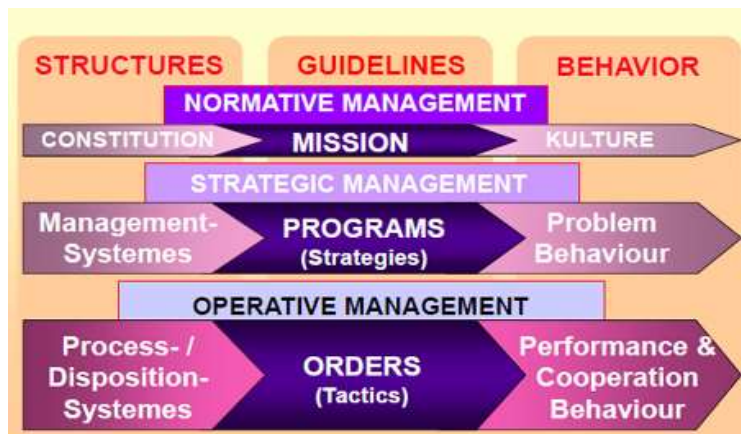 STRUCTURES GUIDELINES BEHAVIOR
NORMATIVE MANAGEMENT
CONSTITUTION MISSION KULTURE
STRATEGIC MANAGEMENT
Management-
Systemes
PROGRAMS
(Strategies)
Problem
Behaviour
OPERATIVE MANAGEMENT
Process- /
Disposition-
Systemes
ORDERS
(Tactics)
Performance &
Cooperation
Behaviour